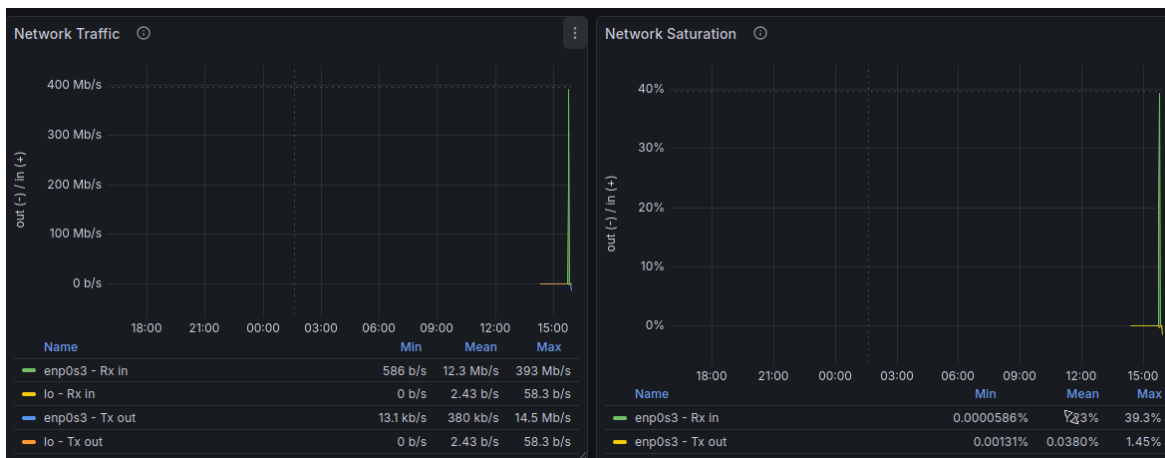 Network Traffic
400 Mb/s
300 Mb/s
200 Mb/s
100 Mb/s
0 b/s
out (-) / in (+)
18:00 21:00 00:00 03:00 06:00 09:00 12:00 15:00
Name Min Mean Max
enp0s3 - Rx in 586 b/s 12.3 Mb/s 393 Mb/s
lo - Rx in 0 b/s 2.43 b/s 58.3 b/s
enp0s3 - Tx out 13.1 kb/s 380 kb/s 14.5 Mb/s
lo - Tx out 0 b/s 2.43 b/s 58.3 b/s
Network Saturation
40%
30%
20%
10%
0%
out (-) / in (+)
18:00 21:00 00:00 03:00 06:00 09:00 12:00 15:00
Name Min Mean Max
enp0s3 - Rx in 0.0000586% 39.3%
enp0s3 - Tx out 0.00131% 0.0380% 1.45%